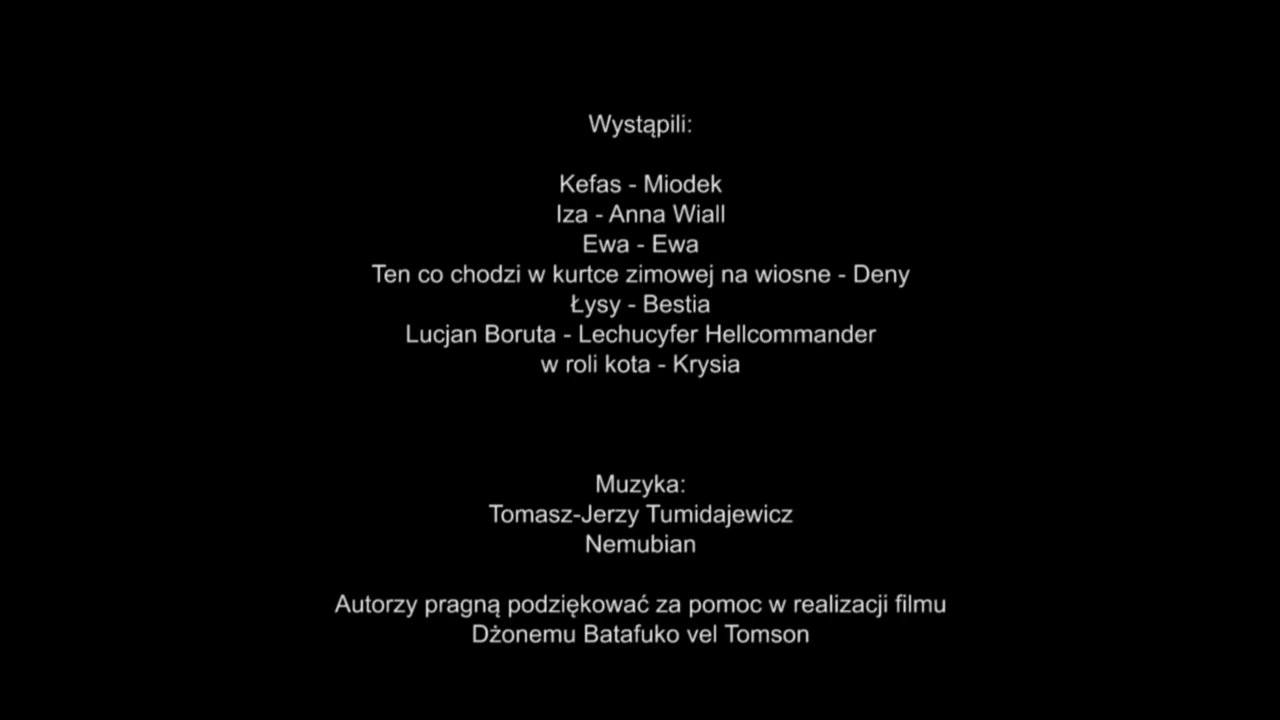 Wystąpili:
Kefas - Miodek
Iza - Anna Wiall
Ewa - Ewa
Ten co chodzi w kurtce zimowej na wiosne - Deny
Łysy - Bestia
Lucjan Boruta - Lechucyfer Hellcommander
w roli kota - Krysia
Muzyka:
Tomasz-Jerzy Tumidajewicz
Nemubian
Autorzy pragną podziękować za pomoc w realizacji filmu
Dżonemu Batafuko vel Tomson